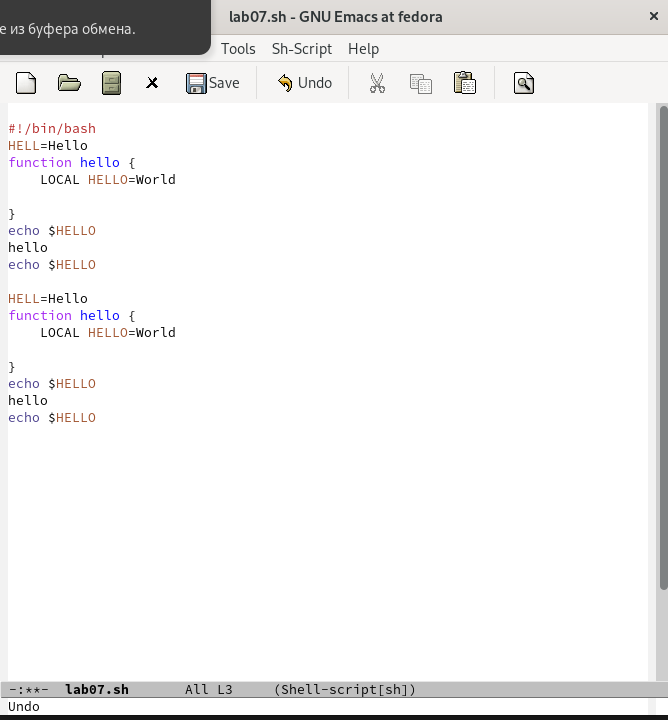 lab07.sh - GNU Emacs at fedora
е из буфера обмена.
Tools Sh-Script Help
Save Undo
#!/bin/bash
HELL=Hello
function hello {
    LOCAL HELLO=World
}
echo $HELLO
hello
echo $HELLO
HELL=Hello
function hello {
    LOCAL HELLO=World
}
echo $HELLO
hello
echo $HELLO
-:**- lab07.sh All L3 (Shell-script[sh])
Undo